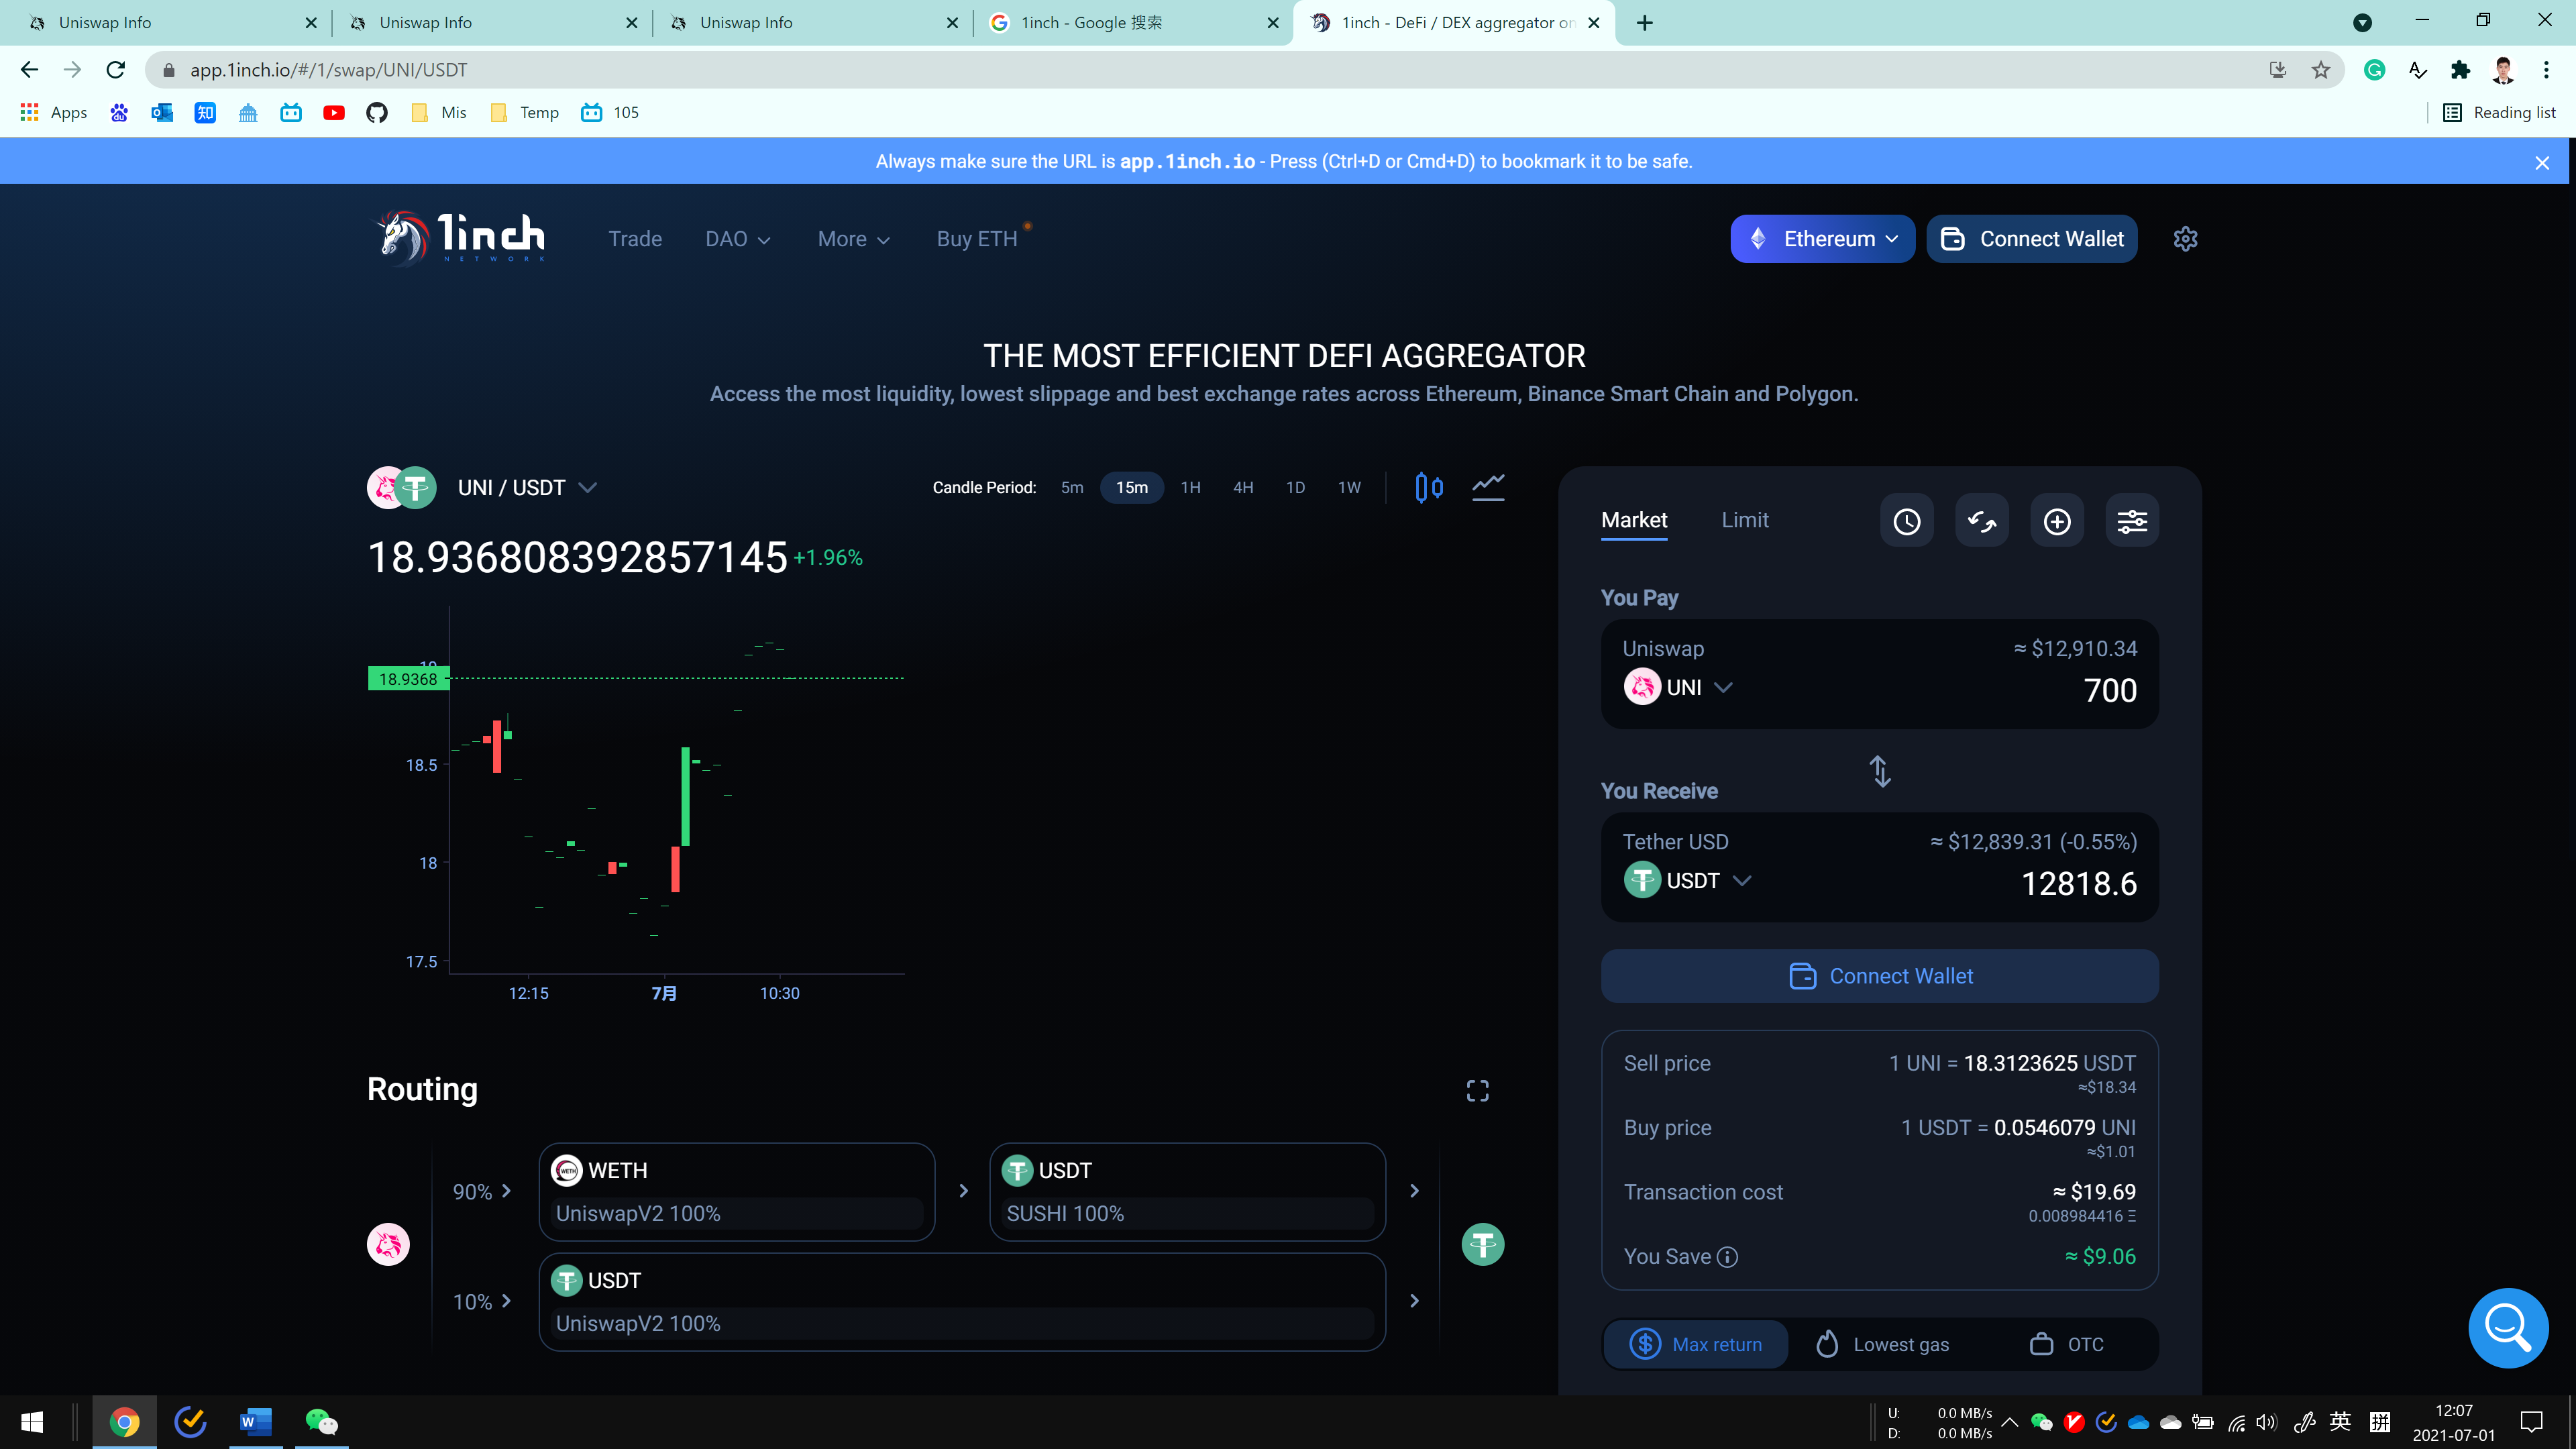 Uniswap Info
Uniswap Info
Uniswap Info
1inch - Google 搜索
1inch - DeFi / DEX aggregator on
app.1inch.io/#/1/swap/UNI/USDT
Apps
du
知
Mis
Temp
105
Reading list
Always make sure the URL is app.1inch.io - Press (Ctrl+D or Cmd+D) to bookmark it to be safe.
1inch
NETWORK
Trade
DAO
More
Buy ETH
Ethereum
Connect Wallet
THE MOST EFFICIENT DEFI AGGREGATOR
Access the most liquidity, lowest slippage and best exchange rates across Ethereum, Binance Smart Chain and Polygon.
UNI / USDT
Candle Period: 5m 15m 1H 4H 1D 1W
18.936808392857145 +1.96%
18.9368
18.5
18
17.5
12:15
7月
10:30
Market
Limit
You Pay
Uniswap
≈ $12,910.34
UNI
700
You Receive
Tether USD
≈ $12,839.31 (-0.55%)
USDT
12818.6
Connect Wallet
Sell price
1 UNI = 18.3123625 USDT
≈$18.34
Buy price
1 USDT = 0.0546079 UNI
≈$1.01
Transaction cost
≈ $19.69
0.008984416 Ξ
You Save
≈ $9.06
Max return
Lowest gas
OTC
Routing
90%
WETH
UniswapV2 100%
USDT
SUSHI 100%
10%
USDT
UniswapV2 100%
U: 0.0 MB/s
D: 0.0 MB/s
英
拼
12:07
2021-07-01